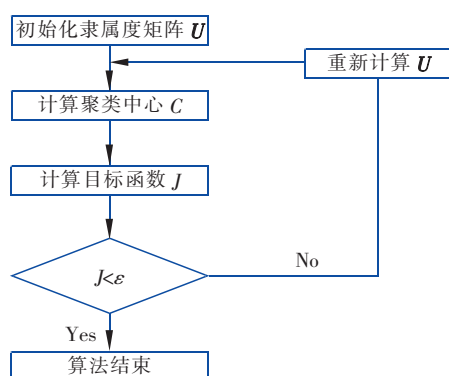 初始化隶属度矩阵 U
重新计算 U
计算聚类中心 C
计算目标函数 J
J<ε
No
Yes
算法结束